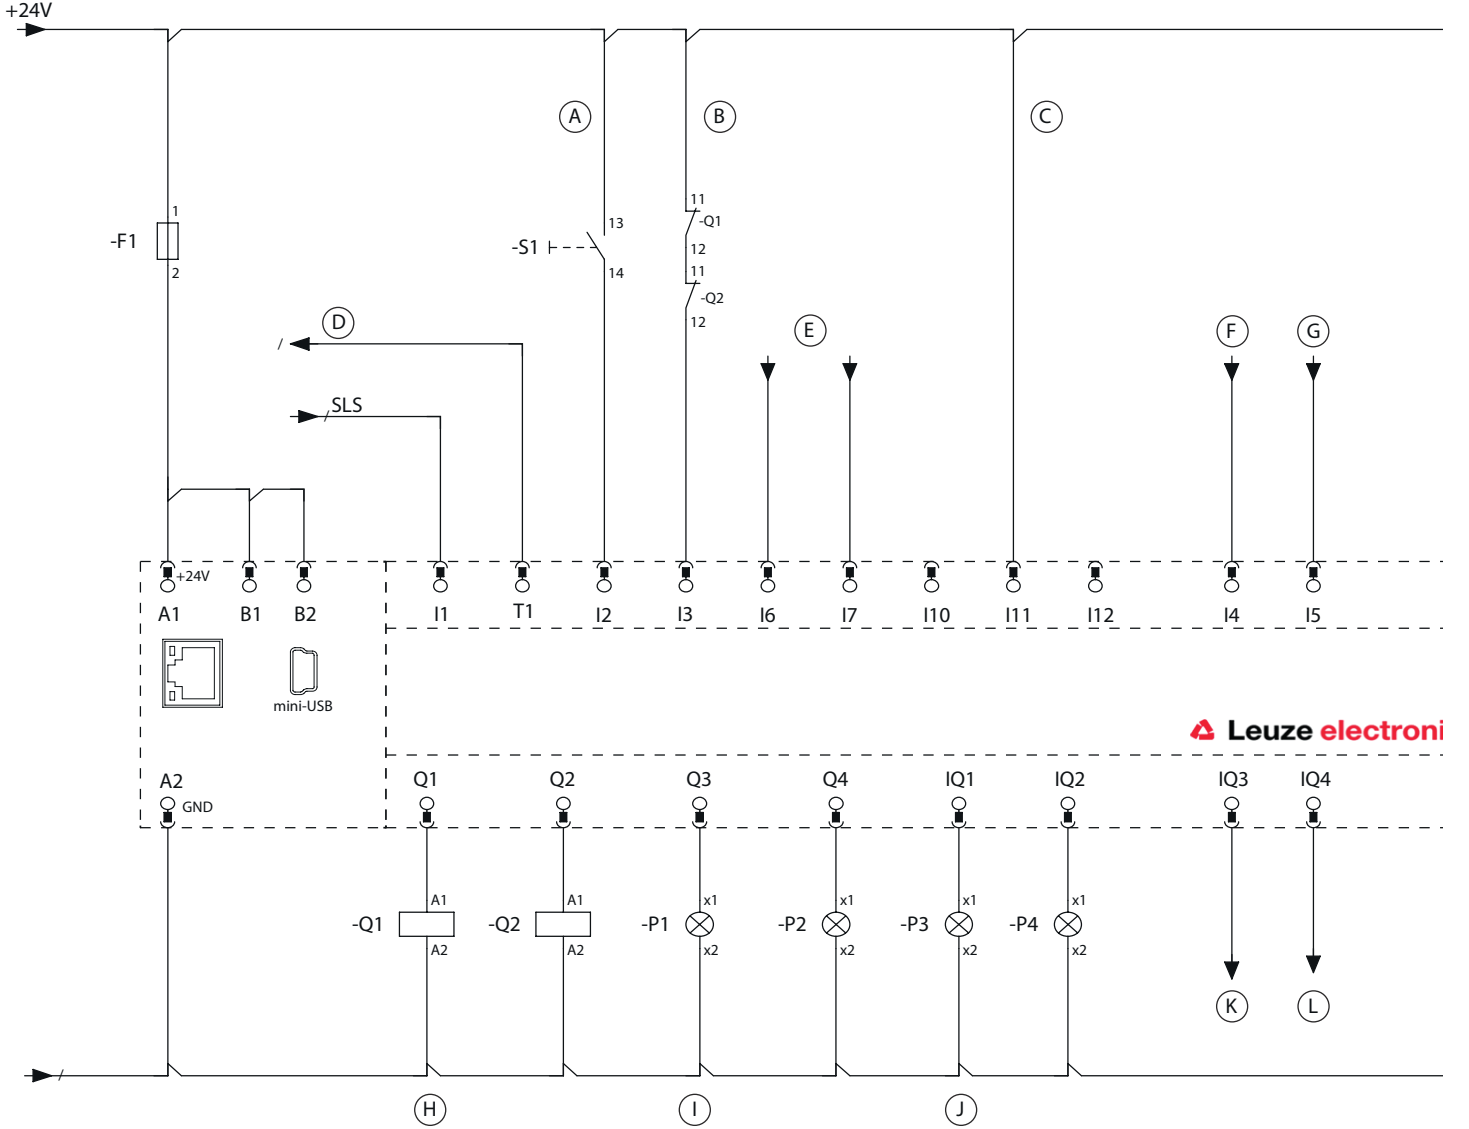 +24V
A
B
C
11
1
13
-Q1
-F1
-S1
12
2
14
11
-Q2
12
D
E
F
G
SLS
+24V
A1
B1
B2
I1
T1
I2
I3
I6
I7
I10
I11
I12
I4
I5
mini-USB
Leuze electroni
A2
Q1
Q2
Q3
Q4
IQ1
IQ2
IQ3
IQ4
GND
A1
A1
x1
x1
x1
x1
-Q1
-Q2
-P1
-P2
-P3
-P4
A2
A2
x2
x2
x2
x2
K
L
H
I
J